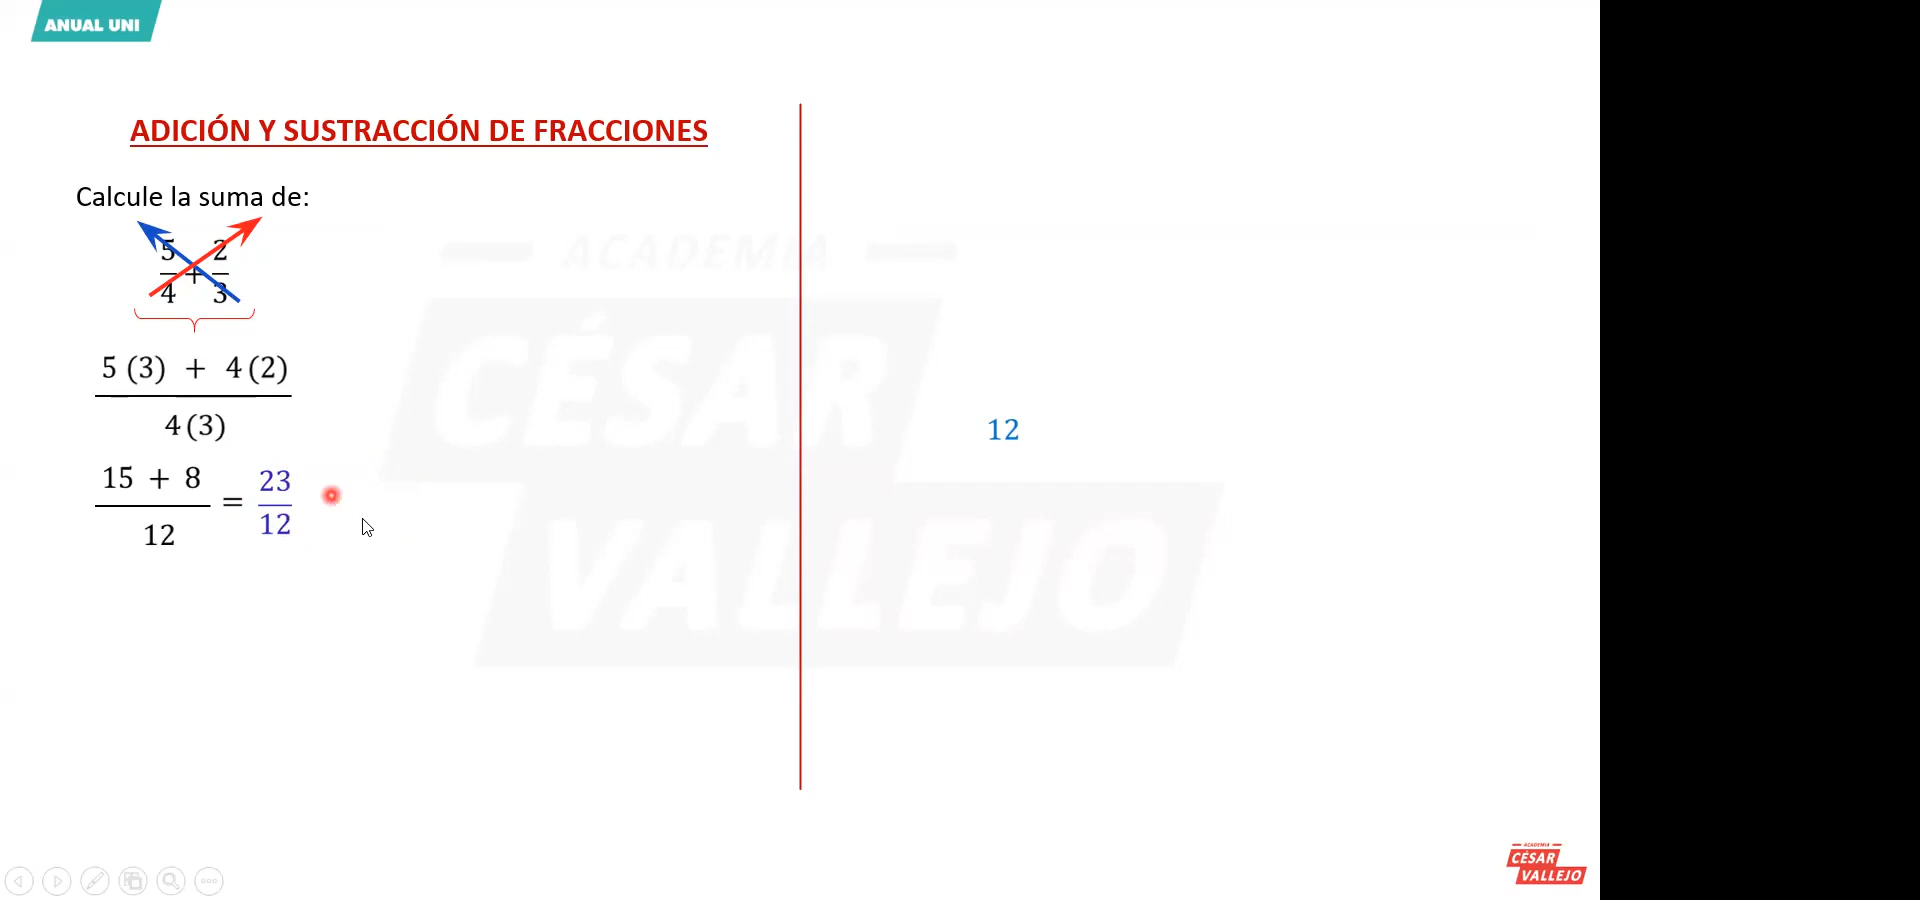 ANUAL UNI
ADICIÓN Y SUSTRACCIÓN DE FRACCIONES
Calcule la suma de:
5/4 + 2/3
5 (3) + 4 (2)
4 (3)
15 + 8
12
= 23/12
12
ACADEMIA
CÉSAR
VALLEJO
ACADEMIA
CÉSAR
VALLEJO